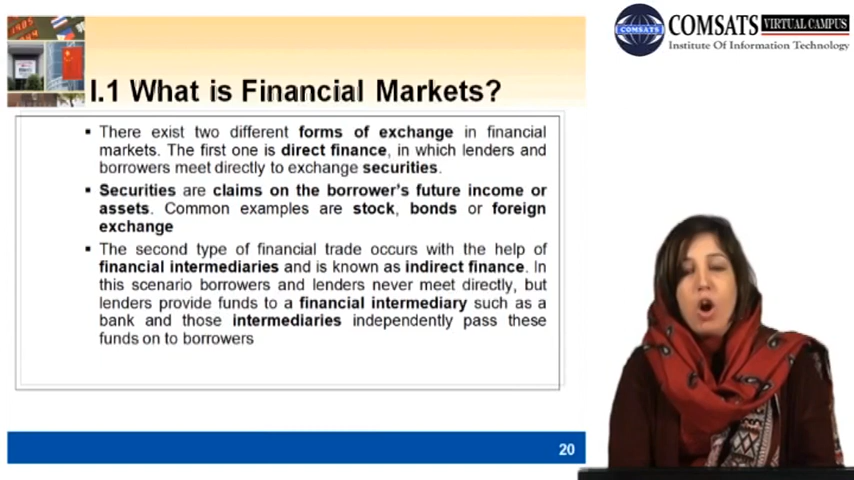 COMSATS VIRTUAL CAMPUS
Institute Of Information Technology
COMSATS
I.1 What is Financial Markets?
▪ There exist two different forms of exchange in financial
markets. The first one is direct finance, in which lenders and
borrowers meet directly to exchange securities.
▪ Securities are claims on the borrower's future income or
assets. Common examples are stock, bonds or foreign
exchange
▪ The second type of financial trade occurs with the help of
financial intermediaries and is known as indirect finance. In
this scenario borrowers and lenders never meet directly, but
lenders provide funds to a financial intermediary such as a
bank and those intermediaries independently pass these
funds on to borrowers
20